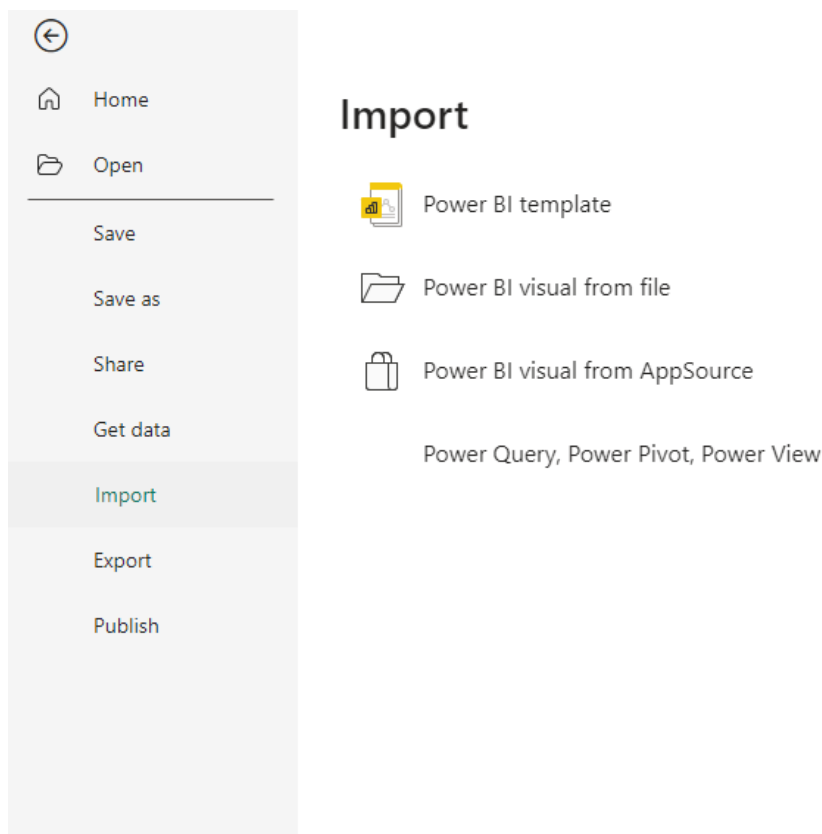 Home
Open
Save
Save as
Share
Get data
Import
Export
Publish
Import
Power BI template
Power BI visual from file
Power BI visual from AppSource
Power Query, Power Pivot, Power View